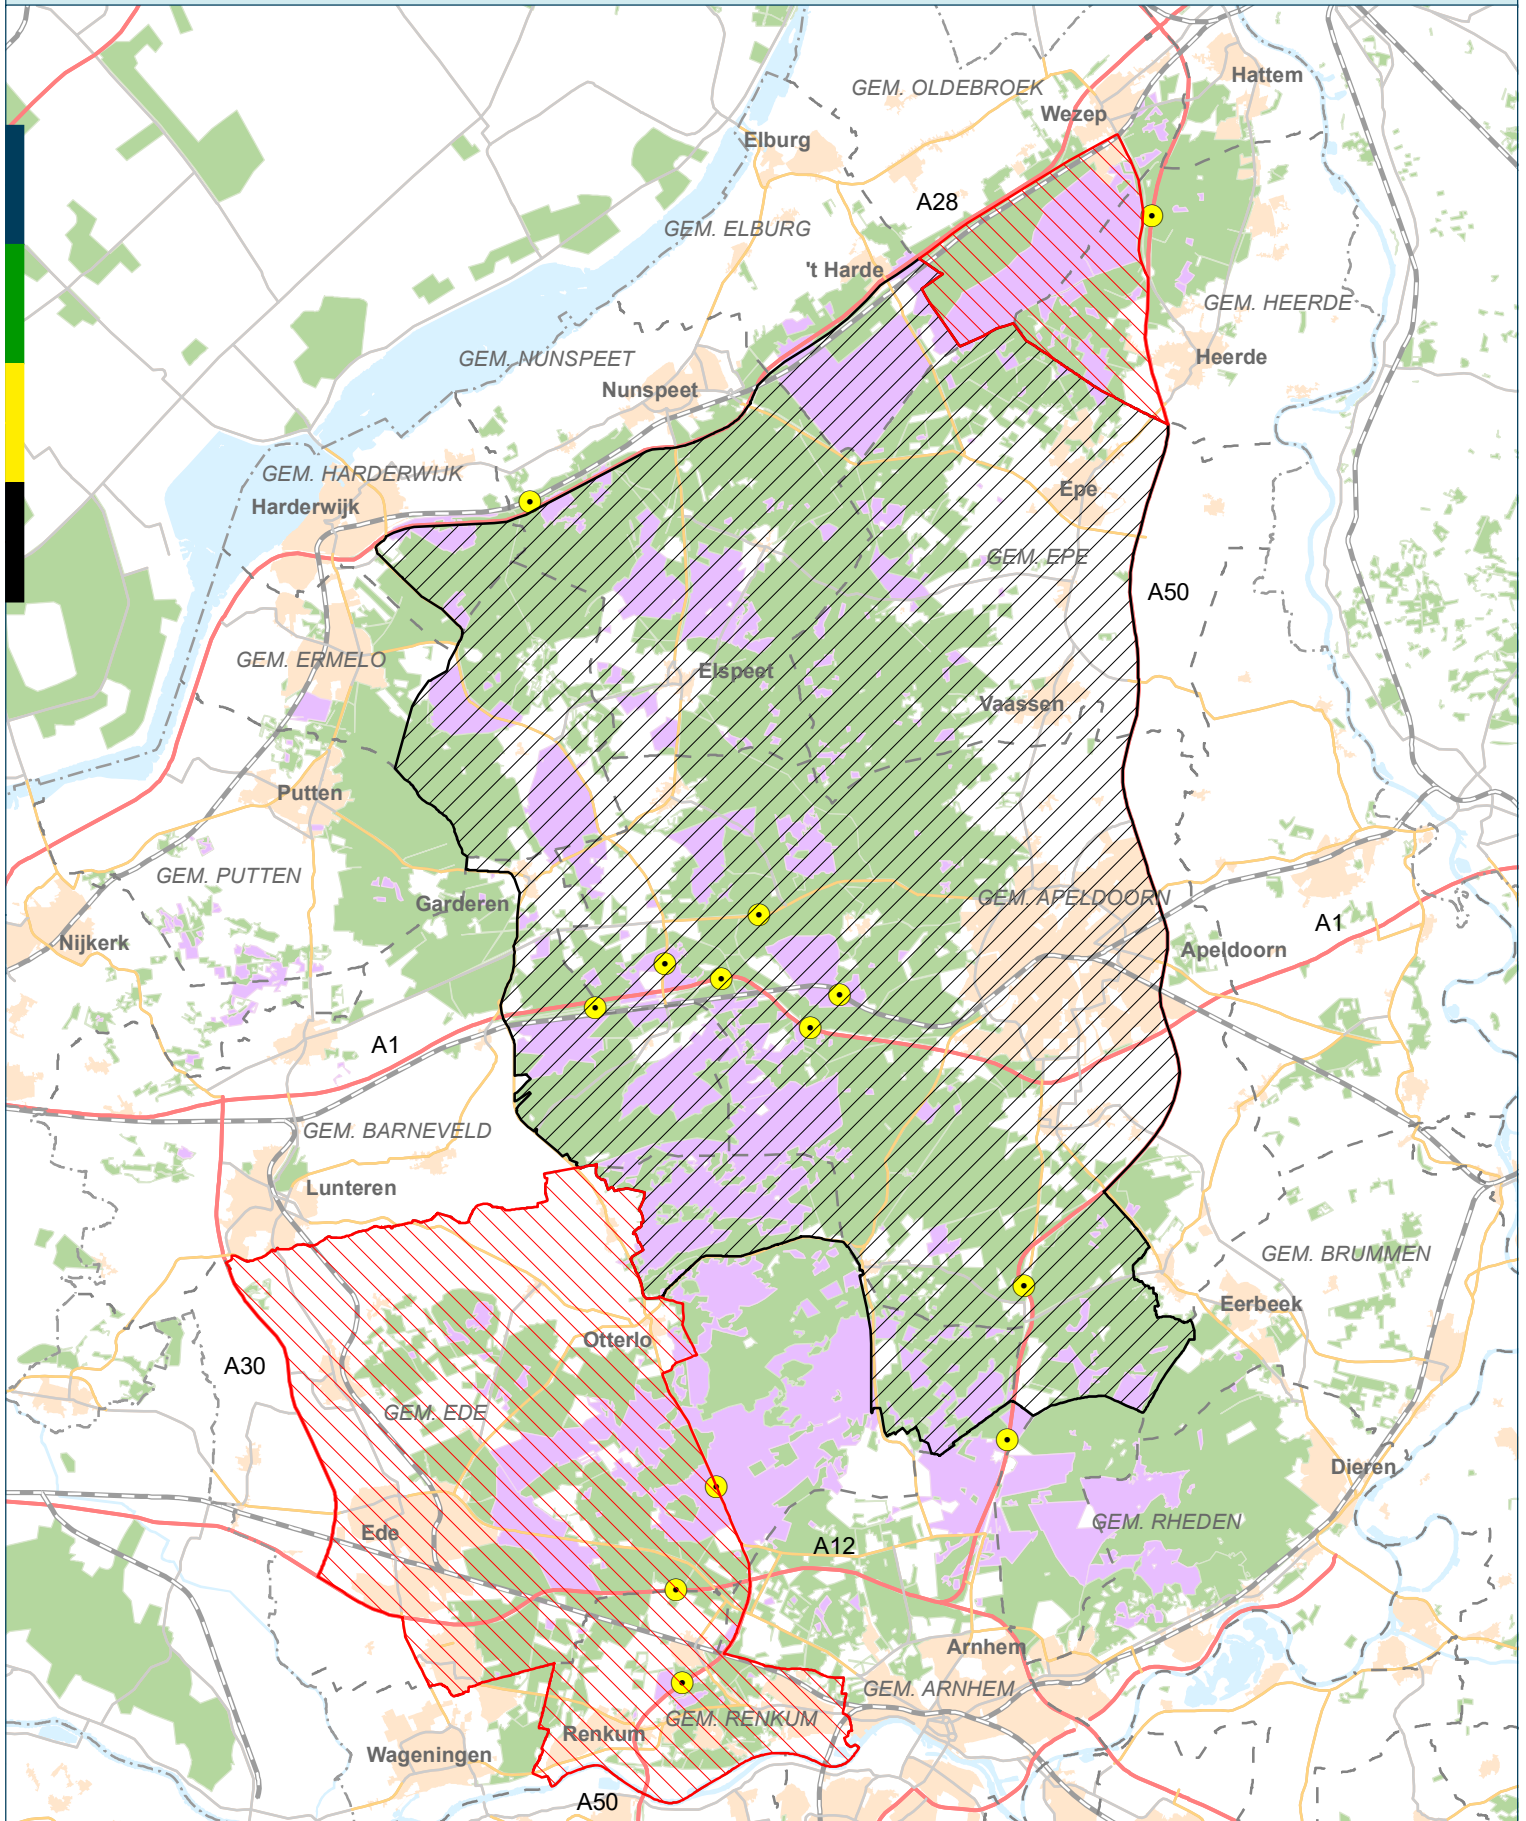 Hattem
GEM. OLDEBROEK
Wezep
Elburg
A28
GEM. ELBURG
't Harde
GEM. HEERDE
GEM. NUNSPEET
Heerde
Nunspeet
GEM. HARDERWIJK
Harderwijk
Epe
GEM. EPE
A50
GEM. ERMELO
Elspeet
Vaassen
Putten
GEM. PUTTEN
Garderen
GEM. APELDOORN
A1
Nijkerk
Apeldoorn
A1
GEM. BARNEVELD
Lunteren
GEM. BRUMMEN
Eerbeek
Otterlo
A30
GEM. EDE
Dieren
GEM. RHEDEN
Ede
A12
Arnhem
GEM. ARNHEM
GEM. RENKUM
Renkum
Wageningen
A50